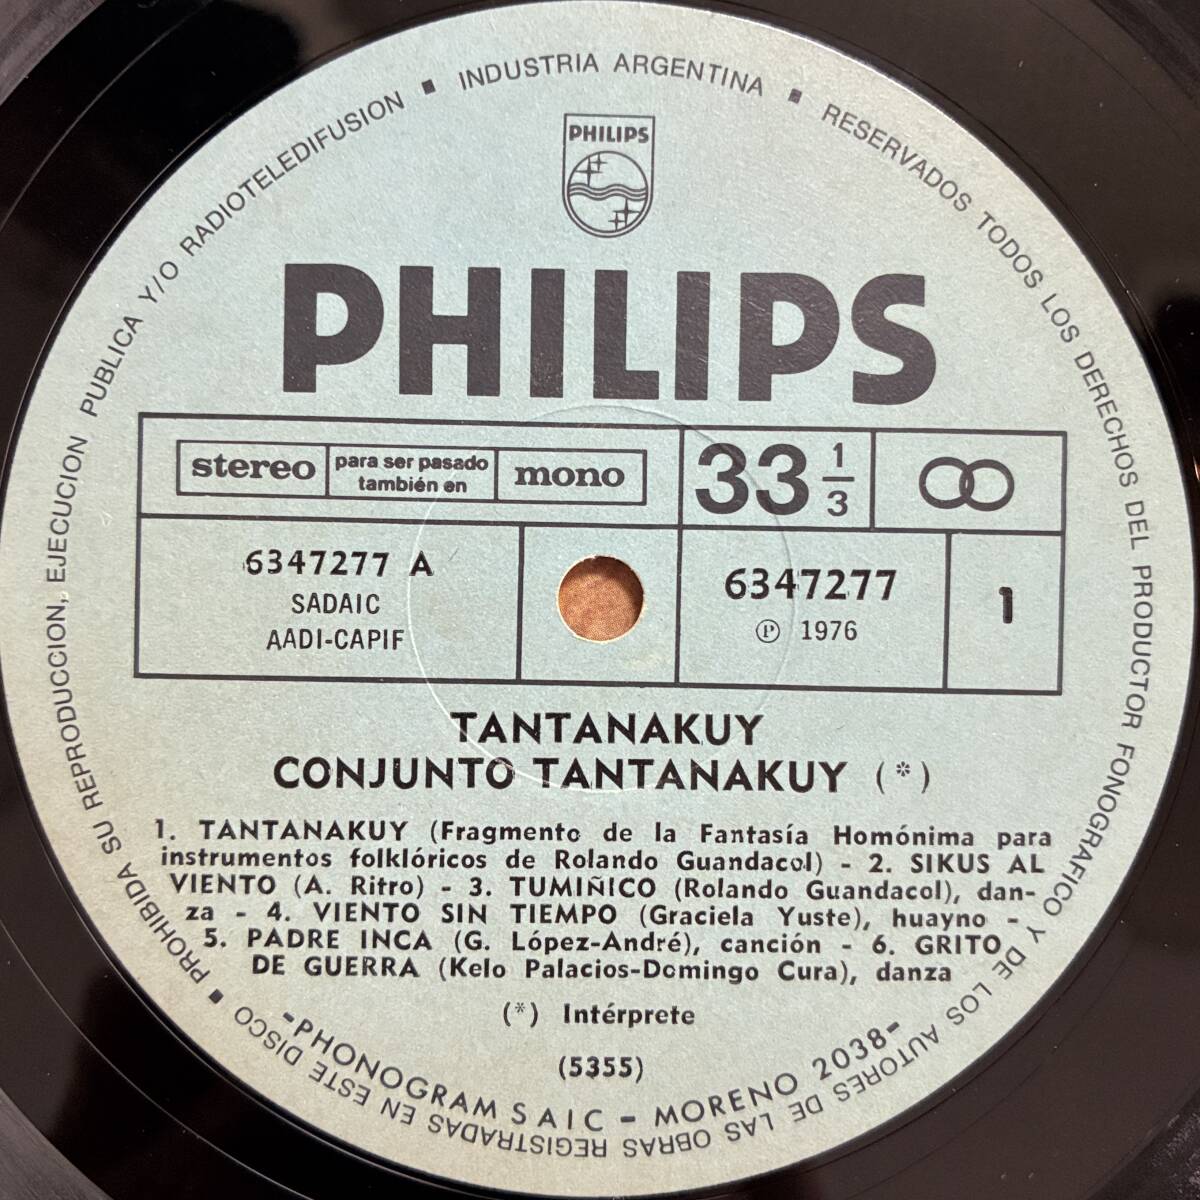 INDUSTRIA ARGENTINA ▪ RESERVADOS TODOS LOS DERECHOS DEL PRODUCTOR FONOGRAFICO Y DE LOS AUTORES DE LAS OBRAS REGISTRADAS EN ESTE DISCO ▪ PROHIBIDA SU REPRODUCCION, EJECUCION PUBLICA Y/O RADIOTELEDIFUSION ▪
PHILIPS
PHILIPS
stereo para ser pasado también en mono
33 1/3
6347277 A
SADAIC
AADI-CAPIF
6347277
℗ 1976
1
TANTANAKUY
CONJUNTO TANTANAKUY (*)
1. TANTANAKUY (Fragmento de la Fantasía Homónima para
instrumentos folklóricos de Rolando Guandacol) - 2. SIKUS AL
VIENTO (A. Ritro) - 3. TUMIÑICO (Rolando Guandacol), dan-
za - 4. VIENTO SIN TIEMPO (Graciela Yuste), huayno -
5. PADRE INCA (G. López-André), canción - 6. GRITO
DE GUERRA (Kelo Palacios-Domingo Cura), danza
(*) Intérprete
(5355)
-PHONOGRAM SAIC - MORENO 2038-